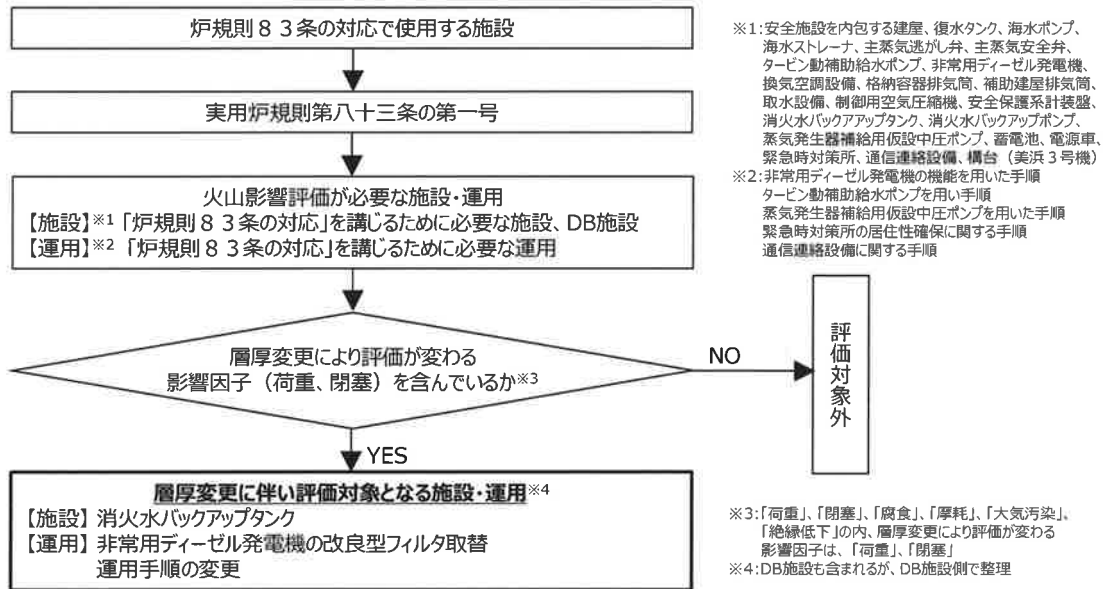 炉規則８３条の対応で使用する施設
実用炉規則第八十三条の第一号
火山影響評価が必要な施設・運用
【施設】※1「炉規則８３条の対応」を講じるために必要な施設、DB施設
【運用】※2「炉規則８３条の対応」を講じるために必要な運用
層厚変更により評価が変わる
影響因子（荷重、閉塞）を含んでいるか※3
NO
評価対象外
YES
層厚変更に伴い評価対象となる施設・運用※4
【施設】消火水バックアップタンク
【運用】非常用ディーゼル発電機の改良型フィルタ取替
運用手順の変更
※1:安全施設を内包する建屋、復水タンク、海水ポンプ、
海水ストレーナ、主蒸気逃がし弁、主蒸気安全弁、
タービン動補助給水ポンプ、非常用ディーゼル発電機、
換気空調設備、格納容器排気筒、補助建屋排気筒、
取水設備、制御用空気圧縮機、安全保護系計装盤、
消火水バックアアップタンク、消火水バックアップポンプ、
蒸気発生器補給用仮設中圧ポンプ、蓄電池、電源車、
緊急時対策所、通信連絡設備、構台（美浜３号機）
※2:非常用ディーゼル発電機の機能を用いた手順
タービン動補助給水ポンプを用い手順
蒸気発生器補給用仮設中圧ポンプを用いた手順
緊急時対策所の居住性確保に関する手順
通信連絡設備に関する手順
※3:「荷重」、「閉塞」、「腐食」、「摩耗」、「大気汚染」、
「絶縁低下」の内、層厚変更により評価が変わる
影響因子は、「荷重」、「閉塞」
※4:DB施設も含まれるが、DB施設側で整理